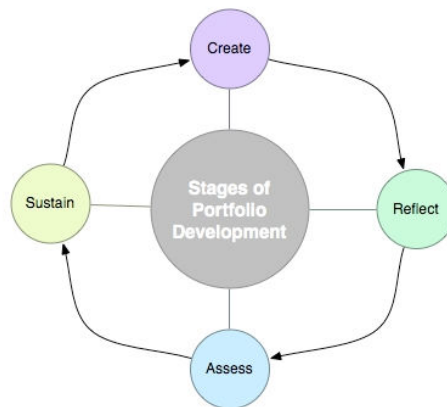 Create
Stages of
Portfolio
Development
Sustain
Reflect
Assess